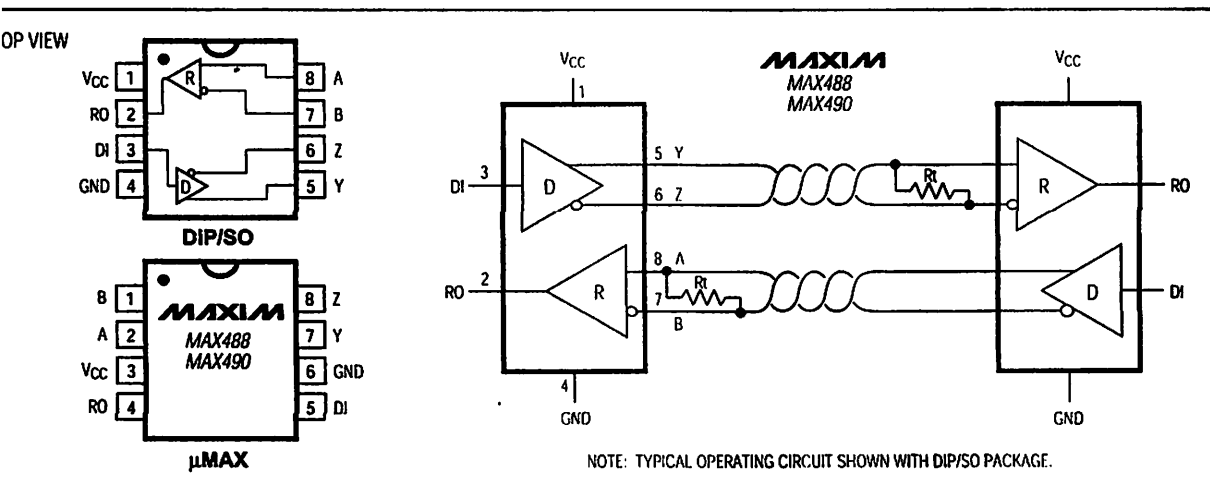 OP VIEW
VCC 1
RO 2
DI 3
GND 4
R
D
8 A
7 B
6 Z
5 Y
DIP/SO
B 1
A 2
VCC 3
RO 4
MAXIM
MAX488
MAX490
8 Z
7 Y
6 GND
5 DI
µMAX
MAXIM
MAX488
MAX490
VCC
1
VCC
DI 3
D
5 Y
6 Z
Rt
R
RO
RO 2
R
8 A
Rt
7
B
D
DI
4
GND
GND
NOTE: TYPICAL OPERATING CIRCUIT SHOWN WITH DIP/SO PACKAGE.